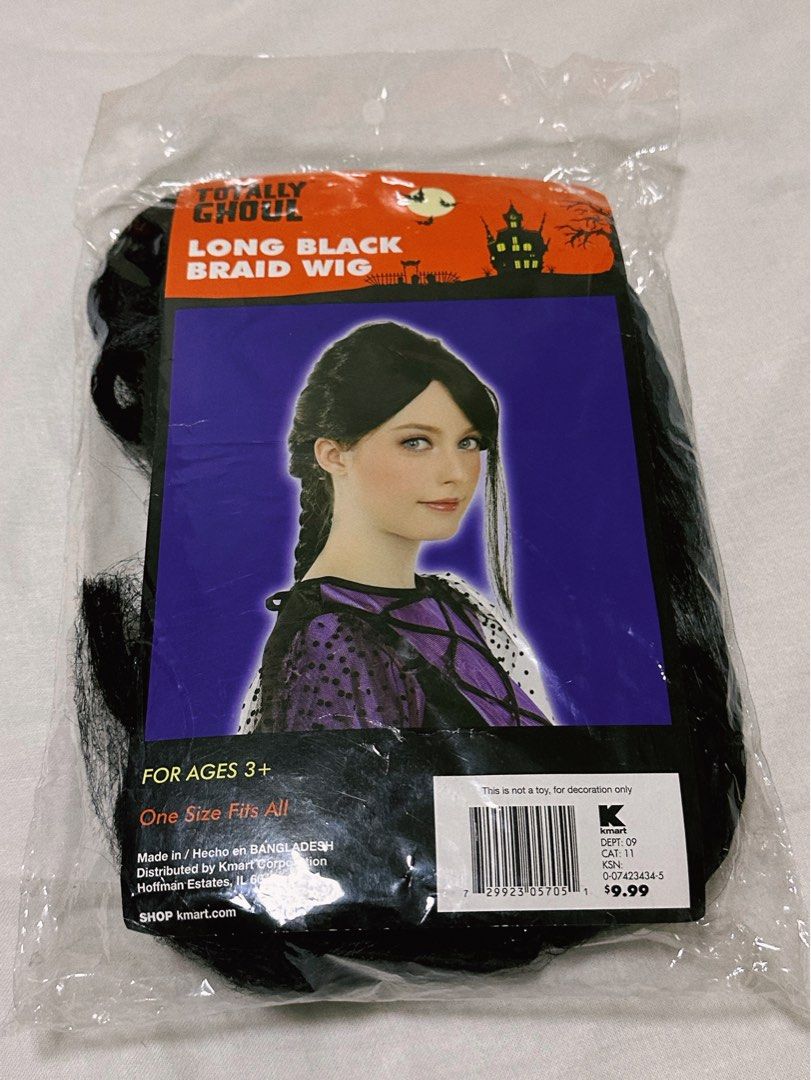 TOTALLY
GHOUL
LONG BLACK
BRAID WIG
FOR AGES 3+
One Size Fits All
Made in / Hecho en BANGLADESH
Distributed by Kmart Corporation
Hoffman Estates, IL
SHOP kmart.com
This is not a toy, for decoration only
7 29923 05705 1
K
kmart
DEPT: 09
CAT: 11
KSN:
0-07423434-5
$9.99